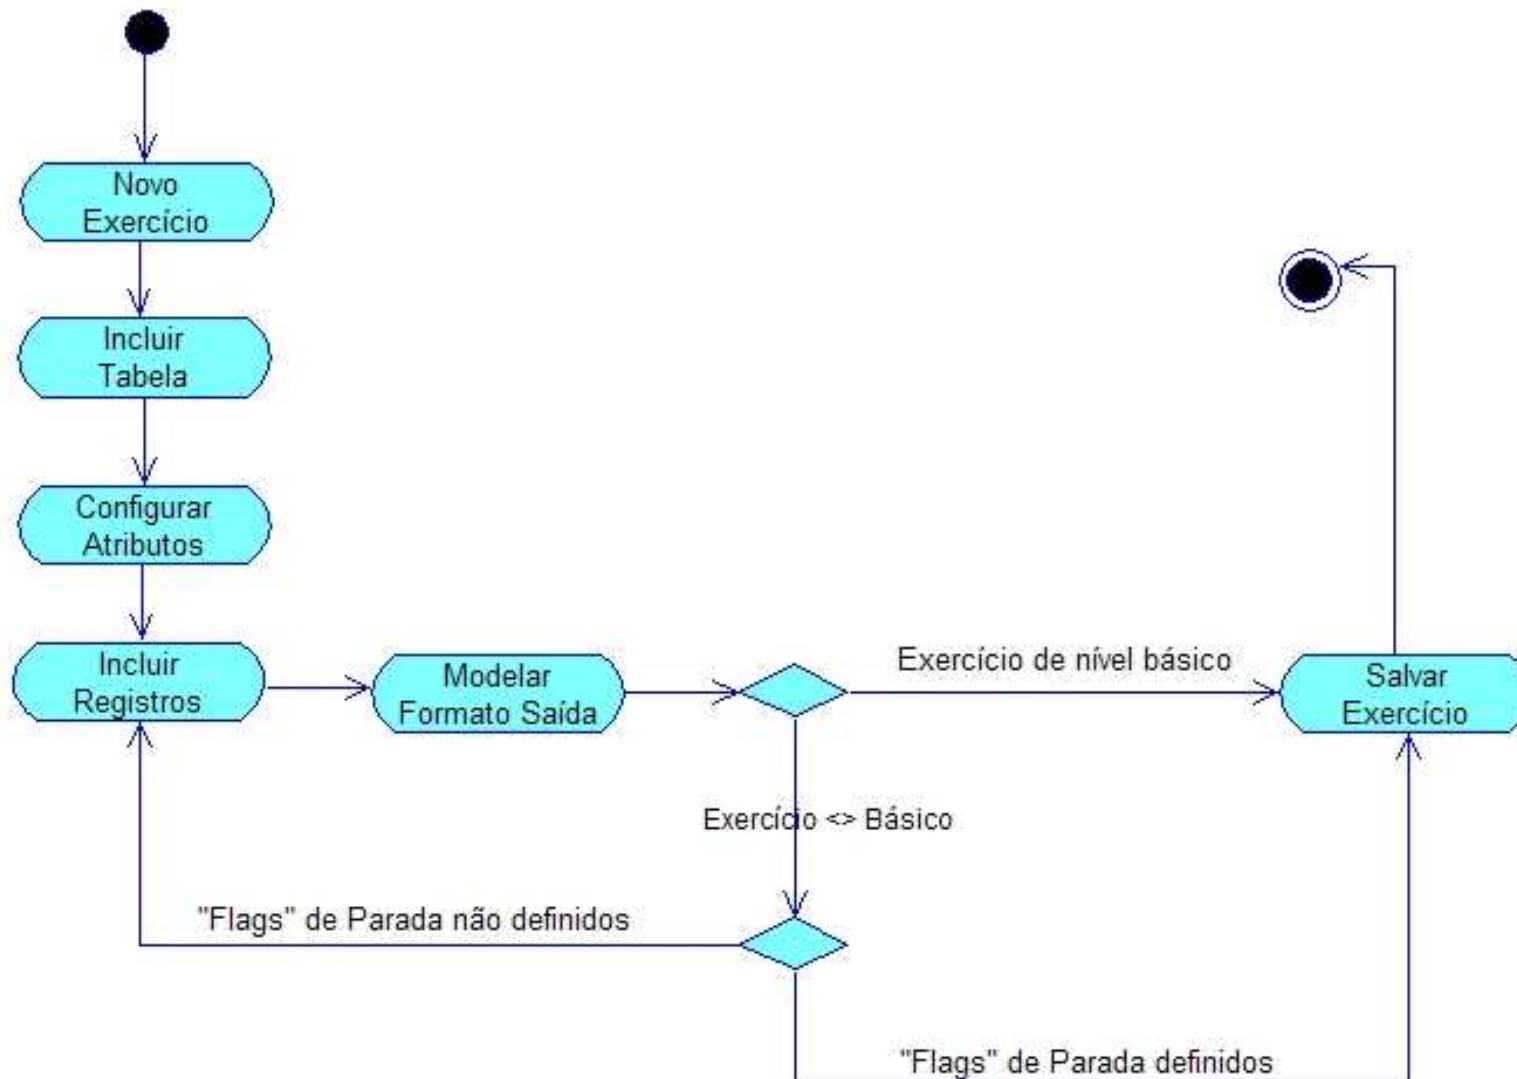 Novo
Exercício
Incluir
Tabela
Configurar
Atributos
Incluir
Registros
Modelar
Formato Saída
Exercício de nível básico
Salvar
Exercício
Exercício <> Básico
"Flags" de Parada não definidos
"Flags" de Parada definidos